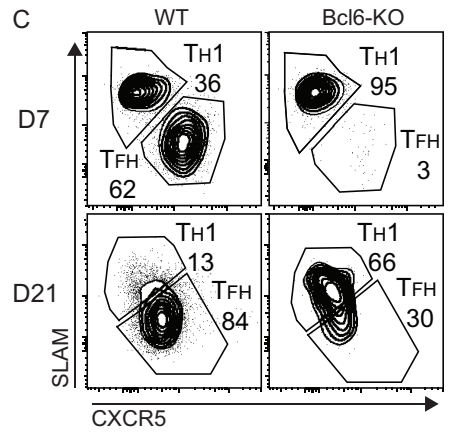 C
WT
Bcl6-KO
D7
TH1
36
TFH
62
TH1
95
TFH
3
D21
TH1
13
TFH
84
TH1
66
TFH
30
SLAM
CXCR5